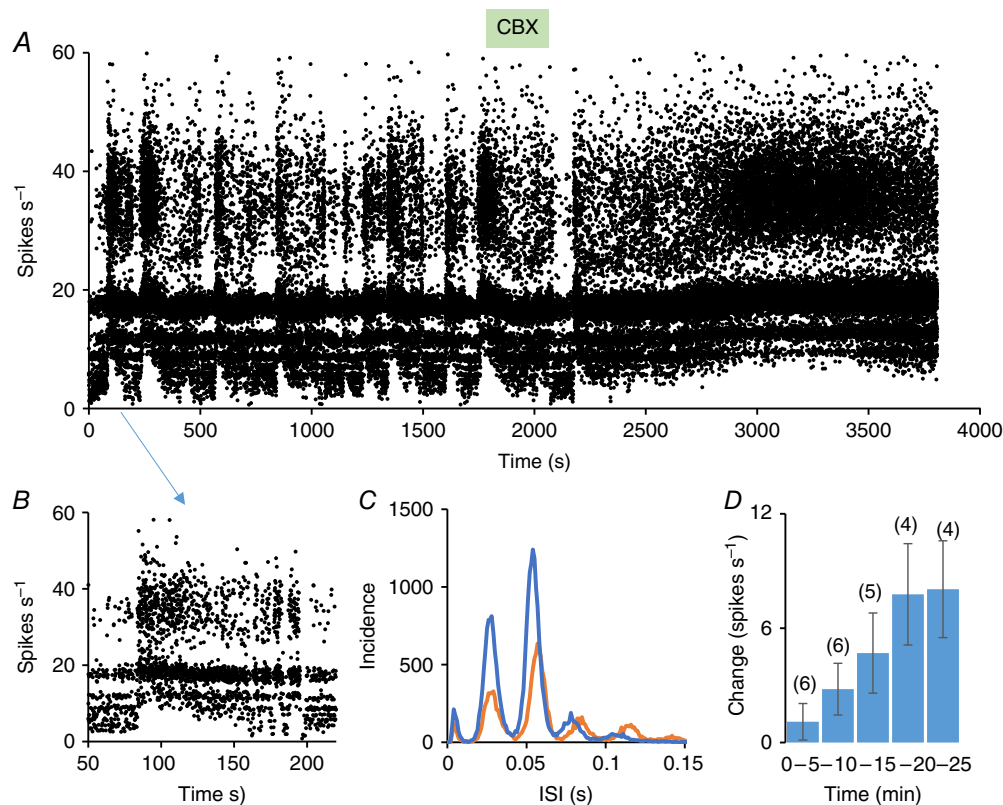 CBX
A
60
40
20
0
Spikes s⁻¹
0 500 1000 1500 2000 2500 3000 3500 4000
Time (s)
B
60
40
20
0
Spikes s⁻¹
50 100 150 200
Time s)
C
1500
1000
500
0
Incidence
0 0.05 0.1 0.15
ISI (s)
D
12
6
0
Change (spikes s⁻¹)
(6) (6) (5) (4) (4)
0−5−10−15−20−25
Time (min)